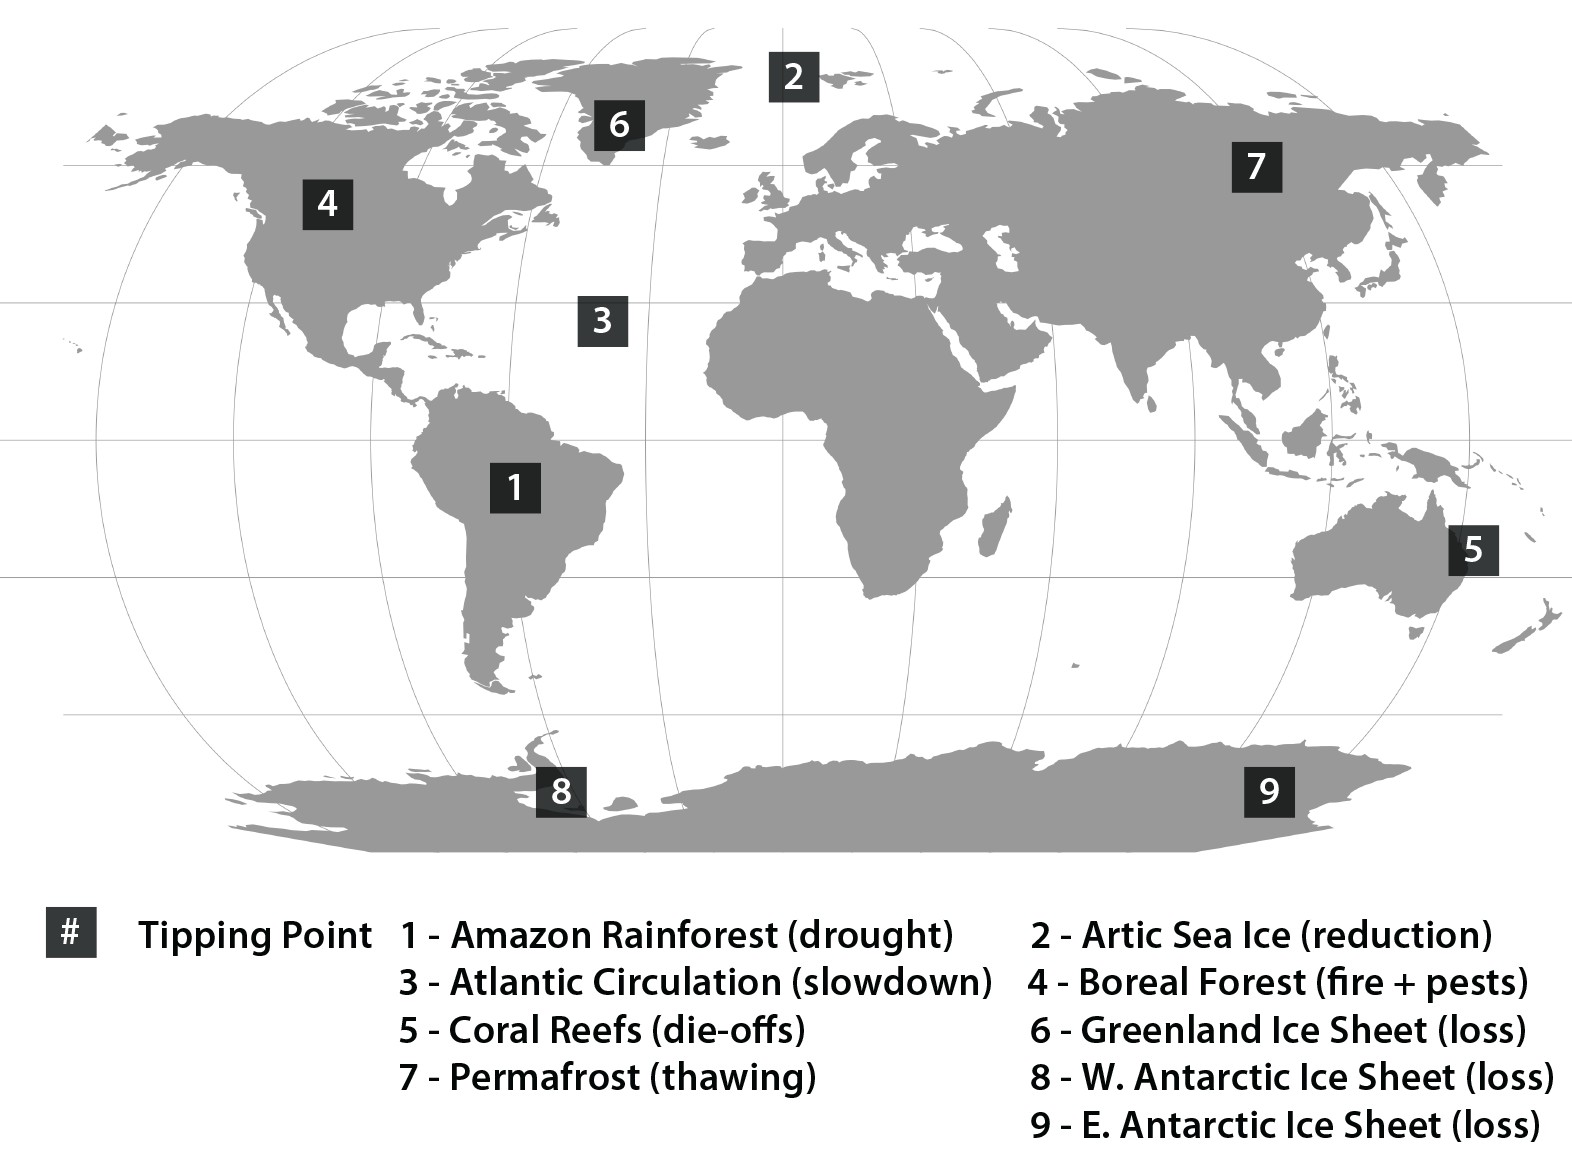 2
6
7
4
3
1
5
8
9
# Tipping Point
1 - Amazon Rainforest (drought)
2 - Artic Sea Ice (reduction)
3 - Atlantic Circulation (slowdown)
4 - Boreal Forest (fire + pests)
5 - Coral Reefs (die-offs)
6 - Greenland Ice Sheet (loss)
7 - Permafrost (thawing)
8 - W. Antarctic Ice Sheet (loss)
9 - E. Antarctic Ice Sheet (loss)